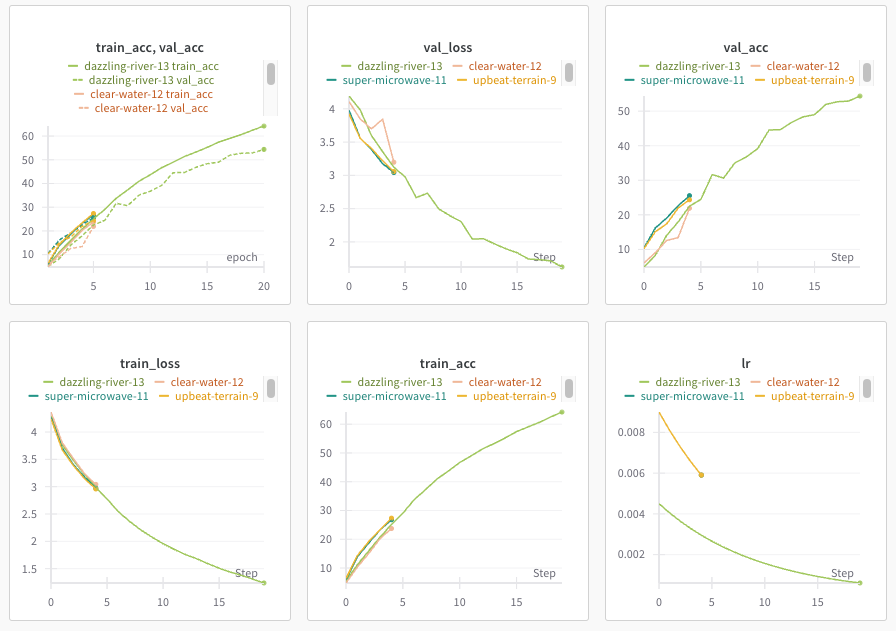 train_acc, val_acc
dazzling-river-13 train_acc
dazzling-river-13 val_acc
clear-water-12 train_acc
clear-water-12 val_acc
60
50
40
30
20
10
epoch
5 10 15 20
val_loss
dazzling-river-13 clear-water-12
super-microwave-11 upbeat-terrain-9
4
3.5
3
2.5
2
Step
0 5 10 15
val_acc
dazzling-river-13 clear-water-12
super-microwave-11 upbeat-terrain-9
50
40
30
20
10
Step
0 5 10 15
train_loss
dazzling-river-13 clear-water-12
super-microwave-11 upbeat-terrain-9
4
3.5
3
2.5
2
1.5
Step
0 5 10 15
train_acc
dazzling-river-13 clear-water-12
super-microwave-11 upbeat-terrain-9
60
50
40
30
20
10
Step
0 5 10 15
lr
dazzling-river-13 clear-water-12
super-microwave-11 upbeat-terrain-9
0.008
0.006
0.004
0.002
Step
0 5 10 15